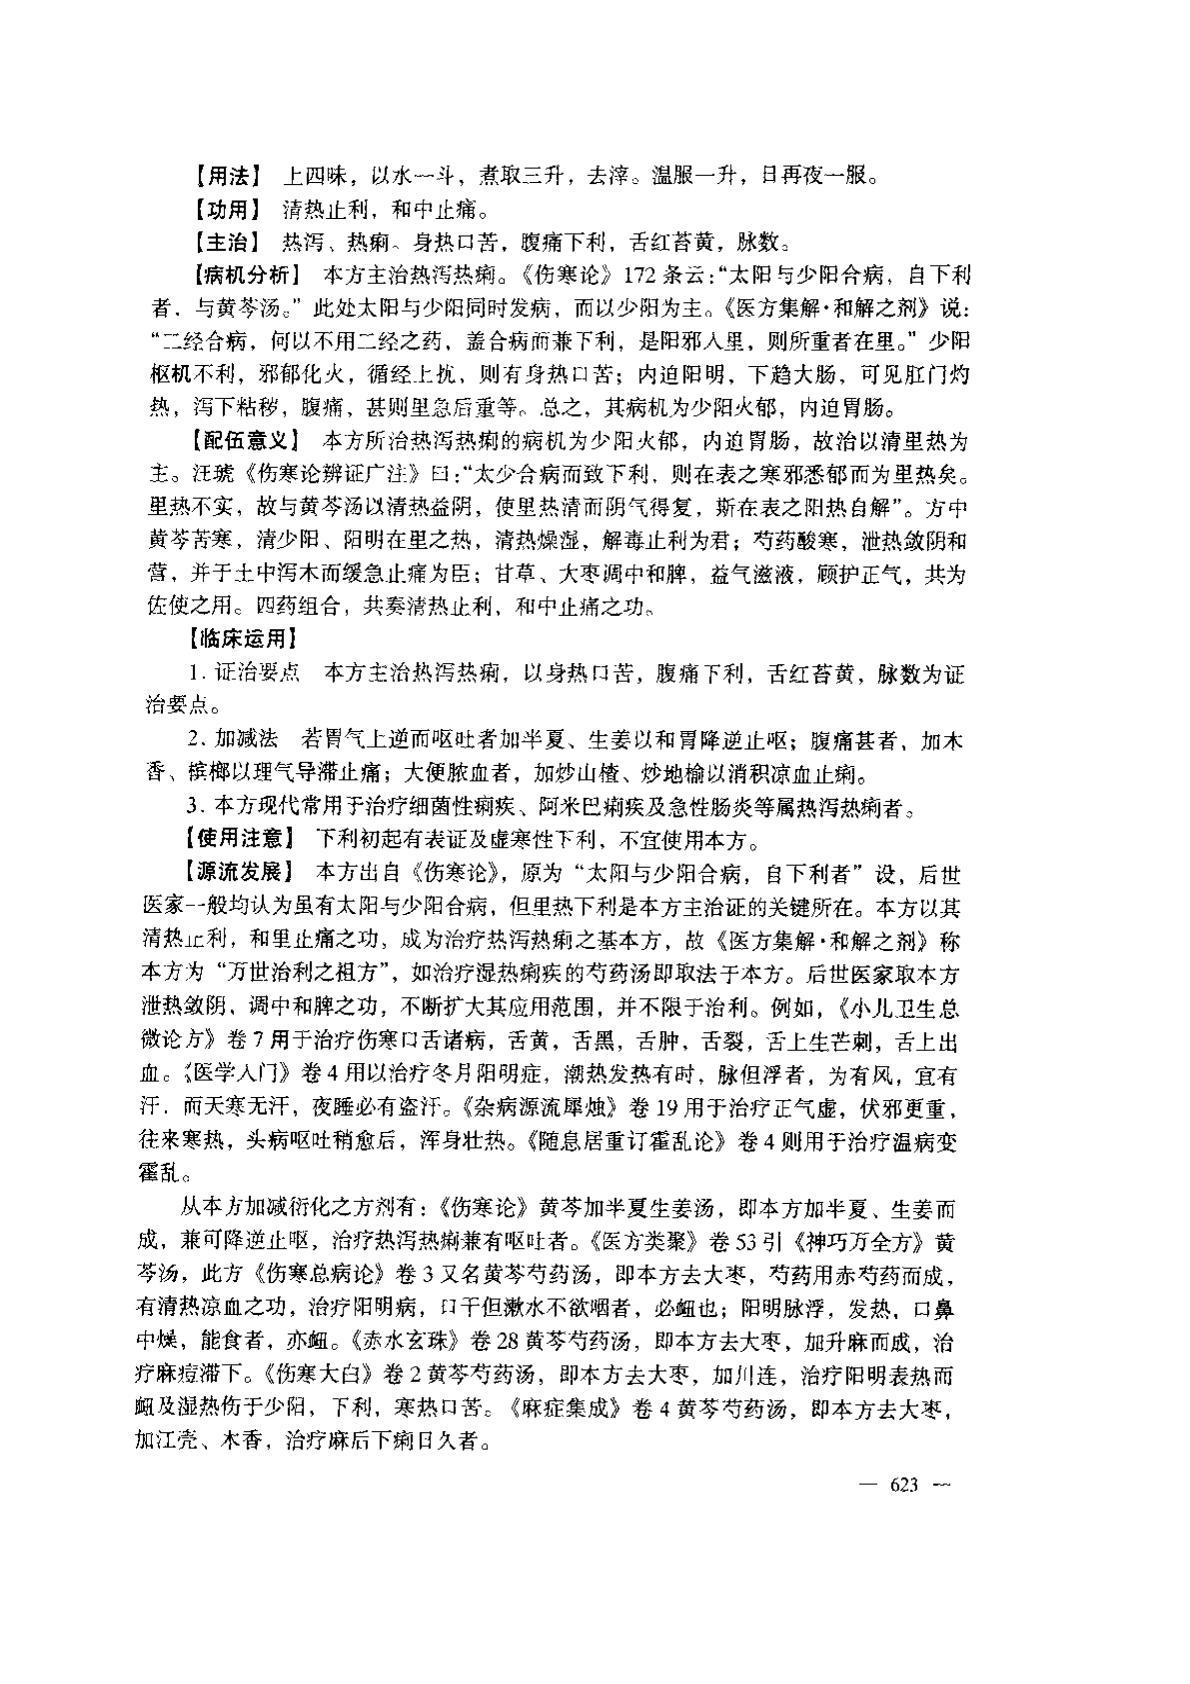 【用法】 上四味，以水一斗，煮取三升，去滓。温服一升，日再夜一服。
【功用】 清热止利，和中止痛。
【主治】 热泻、热痢。身热口苦，腹痛下利，舌红苔黄，脉数。
【病机分析】 本方主治热泻热痢。《伤寒论》172条云：“太阳与少阳合病，自下利
者，与黄芩汤。”此处太阳与少阳同时发病，而以少阳为主。《医方集解·和解之剂》说：
“二经合病，何以不用二经之药，盖合病而兼下利，是阳邪入里，则所重者在里。”少阳
枢机不利，邪郁化火，循经上扰，则有身热口苦；内迫阳明，下趋大肠，可见肛门灼
热，泻下粘秽，腹痛，甚则里急后重等。总之，其病机为少阳火郁，内迫胃肠。
【配伍意义】 本方所治热泻热痢的病机为少阳火郁，内迫胃肠，故治以清里热为
主。汪琥《伤寒论辨证广注》曰：“太少合病而致下利，则在表之寒邪悉郁而为里热矣。
里热不实，故与黄芩汤以清热益阴，使里热清而阴气得复，斯在表之阳热自解”。方中
黄芩苦寒，清少阳、阳明在里之热，清热燥湿，解毒止利为君；芍药酸寒，泄热敛阴和
营，并于土中泻木而缓急止痛为臣；甘草、大枣调中和脾，益气滋液，顾护正气，共为
佐使之用。四药组合，共奏清热止利，和中止痛之功。
【临床运用】
1. 证治要点 本方主治热泻热痢，以身热口苦，腹痛下利，舌红苔黄，脉数为证
治要点。
2. 加减法 若胃气上逆而呕吐者加半夏、生姜以和胃降逆止呕；腹痛甚者，加木
香、槟榔以理气导滞止痛；大便脓血者，加炒山楂、炒地榆以消积凉血止痢。
3. 本方现代常用于治疗细菌性痢疾、阿米巴痢疾及急性肠炎等属热泻热痢者。
【使用注意】 下利初起有表证及虚寒性下利，不宜使用本方。
【源流发展】 本方出自《伤寒论》，原为“太阳与少阳合病，自下利者”设，后世
医家一般均认为虽有太阳与少阳合病，但里热下利是本方主治证的关键所在。本方以其
清热止利，和里止痛之功，成为治疗热泻热痢之基本方，故《医方集解·和解之剂》称
本方为“万世治利之祖方”，如治疗湿热痢疾的芍药汤即取法于本方。后世医家取本方
泄热敛阴，调中和脾之功，不断扩大其应用范围，并不限于治利。例如，《小儿卫生总
微论方》卷7用于治疗伤寒口舌诸病，舌黄，舌黑，舌肿，舌裂，舌上生芒刺，舌上出
血。《医学入门》卷4用以治疗冬月阳明症，潮热发热有时，脉但浮者，为有风，宜有
汗，而天寒无汗，夜睡必有盗汗。《杂病源流犀烛》卷19用于治疗正气虚，伏邪更重，
往来寒热，头病呕吐稍愈后，浑身壮热。《随息居重订霍乱论》卷4则用于治疗温病变
霍乱。
从本方加减衍化之方剂有：《伤寒论》黄芩加半夏生姜汤，即本方加半夏、生姜而
成，兼可降逆止呕，治疗热泻热痢兼有呕吐者。《医方类聚》卷53引《神巧万全方》黄
芩汤，此方《伤寒总病论》卷3又名黄芩芍药汤，即本方去大枣，芍药用赤芍药而成，
有清热凉血之功，治疗阳明病，口干但漱水不欲咽者，必衄也；阳明脉浮，发热，口鼻
中燥，能食者，亦衄。《赤水玄珠》卷28黄芩芍药汤，即本方去大枣，加升麻而成，治
疗麻痘滞下。《伤寒大白》卷2黄芩芍药汤，即本方去大枣，加川连，治疗阳明表热而
衄及湿热伤于少阳，下利，寒热口苦。《麻症集成》卷4黄芩芍药汤，即本方去大枣，
加江壳、木香，治疗麻后下痢日久者。
— 623 —